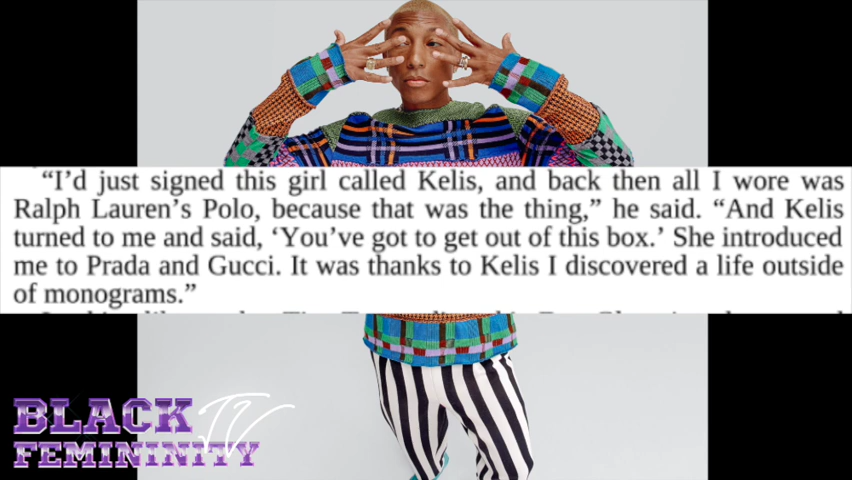 “I’d just signed this girl called Kelis, and back then all I wore was
Ralph Lauren’s Polo, because that was the thing,” he said. “And Kelis
turned to me and said, ‘You’ve got to get out of this box.’ She introduced
me to Prada and Gucci. It was thanks to Kelis I discovered a life outside
of monograms.”
BLACK
FEMININITY
TV